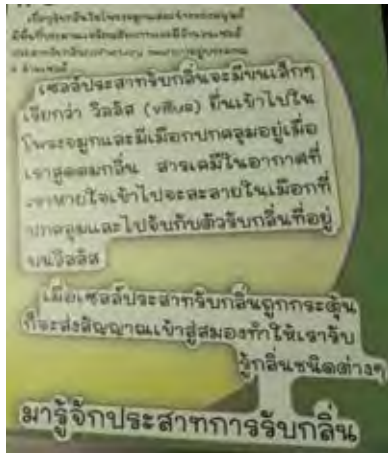 เซลล์ประสาทรับกลิ่นจะมีขนเล็กๆ
เรียกว่า วิลลัส (villus) ยื่นเข้าไปใน
โพรงจมูกและมีเมือกปกคลุมอยู่เมื่อ
เราสูดดมกลิ่น สารเคมีในอากาศที่
เราหายใจเข้าไปจะละลายในเมือกที่
ปกคลุมและไปจับกับตัวรับกลิ่นที่อยู่
บนวิลลัส
เมื่อเซลล์ประสาทรับกลิ่นถูกกระตุ้น
ก็จะส่งสัญญาณเข้าสู่สมองทำให้เรารับ
รู้กลิ่นชนิดต่างๆ
มารู้จักประสาทการรับกลิ่น